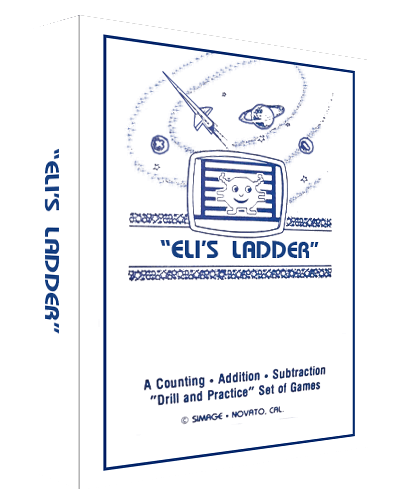 "ELI'S LADDER"
"ELI'S LADDER"
A Counting • Addition • Subtraction
"Drill and Practice" Set of Games
© SIMAGE • NOVATO, CAL.